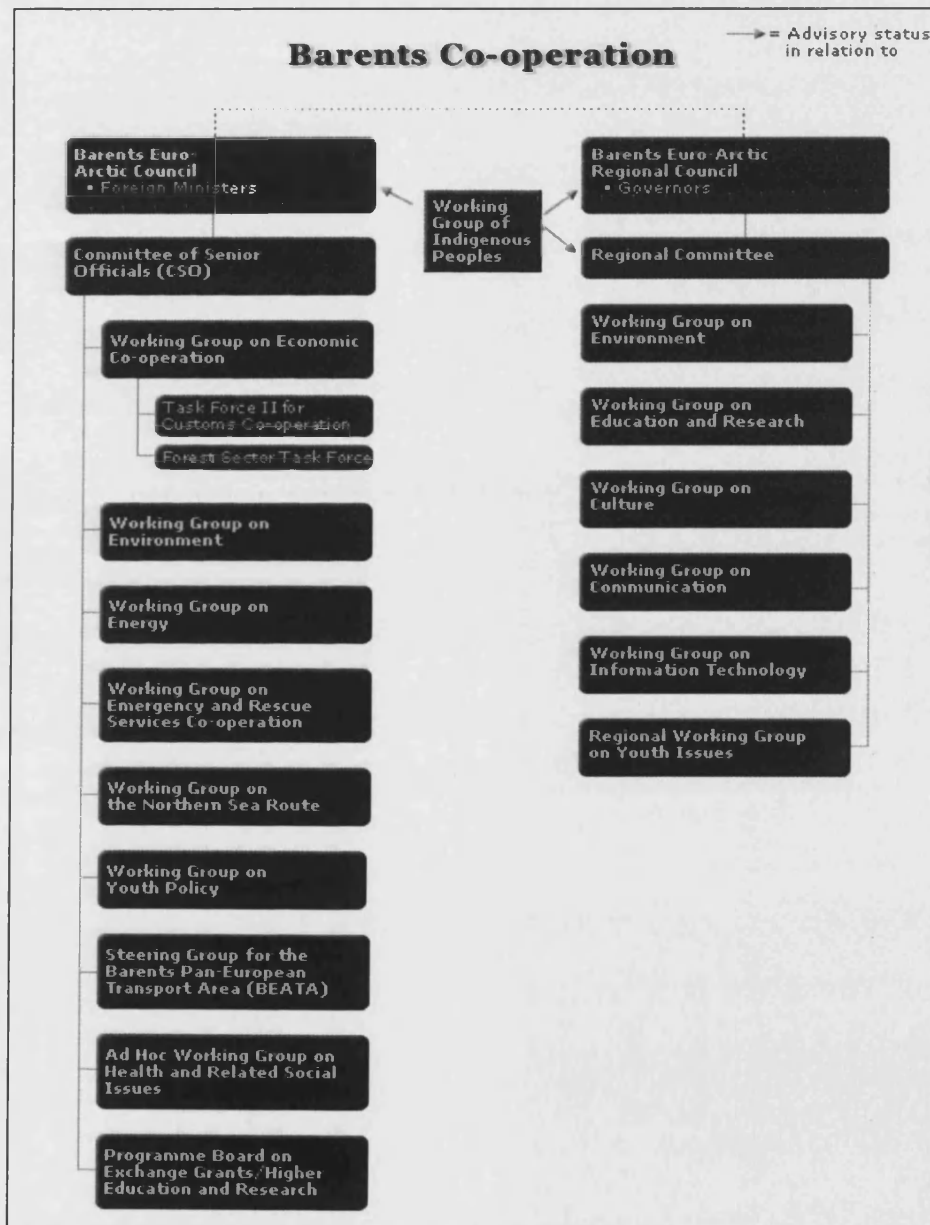 Barents Co-operation
= Advisory status
in relation to
Barents Euro-
Arctic Council
• Foreign Ministers
Committee of Senior
Officials (CSO)
Working Group on Economic
Co-operation
Task Force II for
Customs Co-operation
Forest Sector Task Force
Working Group on
Environment
Working Group on
Energy
Working Group on
Emergency and Rescue
Services Co-operation
Working Group on
the Northern Sea Route
Working Group on
Youth Policy
Steering Group for the
Barents Pan-European
Transport Area (BEATA)
Ad Hoc Working Group on
Health and Related Social
Issues
Programme Board on
Exchange Grants/Higher
Education and Research
Working
Group of
Indigenous
Peoples
Barents Euro-Arctic
Regional Council
• Governors
Regional Committee
Working Group on
Environment
Working Group on
Education and Research
Working Group on
Culture
Working Group on
Communication
Working Group on
Information Technology
Regional Working Group
on Youth Issues